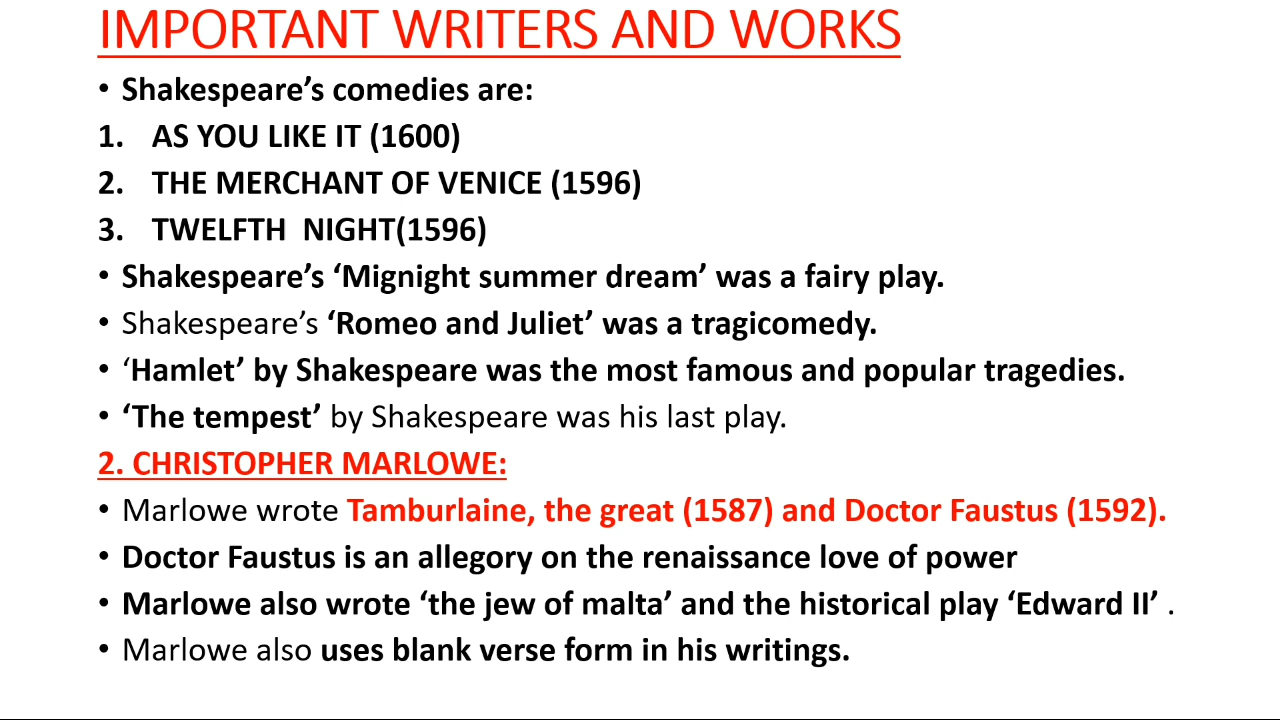 IMPORTANT WRITERS AND WORKS
• Shakespeare’s comedies are:
1. AS YOU LIKE IT (1600)
2. THE MERCHANT OF VENICE (1596)
3. TWELFTH NIGHT(1596)
• Shakespeare’s ‘Mignight summer dream’ was a fairy play.
• Shakespeare’s ‘Romeo and Juliet’ was a tragicomedy.
• ‘Hamlet’ by Shakespeare was the most famous and popular tragedies.
• ‘The tempest’ by Shakespeare was his last play.
2. CHRISTOPHER MARLOWE:
• Marlowe wrote Tamburlaine, the great (1587) and Doctor Faustus (1592).
• Doctor Faustus is an allegory on the renaissance love of power
• Marlowe also wrote ‘the jew of malta’ and the historical play ‘Edward II’ .
• Marlowe also uses blank verse form in his writings.